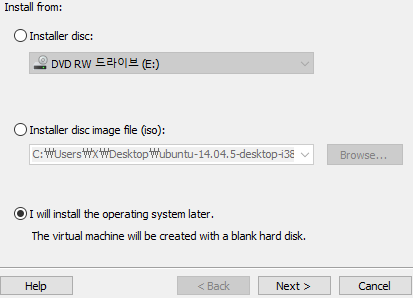 Install from:
Installer disc:
DVD RW 드라이브 (E:)
Installer disc image file (iso):
C:₩Users₩X₩Desktop₩ubuntu-14.04.5-desktop-i38
Browse...
I will install the operating system later.
The virtual machine will be created with a blank hard disk.
Help
< Back
Next >
Cancel